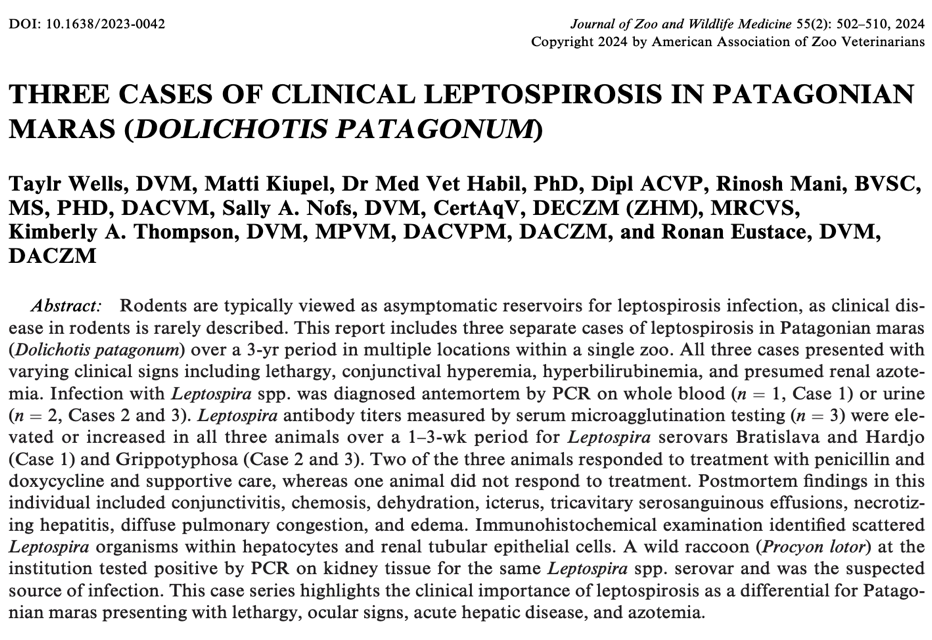 DOI: 10.1638/2023-0042
Journal of Zoo and Wildlife Medicine 55(2): 502–510, 2024
Copyright 2024 by American Association of Zoo Veterinarians
THREE CASES OF CLINICAL LEPTOSPIROSIS IN PATAGONIAN
MARAS (DOLICHOTIS PATAGONUM)
Taylr Wells, DVM, Matti Kiupel, Dr Med Vet Habil, PhD, Dipl ACVP, Rinosh Mani, BVSC,
MS, PHD, DACVM, Sally A. Nofs, DVM, CertAqV, DECZM (ZHM), MRCVS,
Kimberly A. Thompson, DVM, MPVM, DACVPM, DACZM, and Ronan Eustace, DVM,
DACZM
Abstract: Rodents are typically viewed as asymptomatic reservoirs for leptospirosis infection, as clinical dis-
ease in rodents is rarely described. This report includes three separate cases of leptospirosis in Patagonian maras
(Dolichotis patagonum) over a 3-yr period in multiple locations within a single zoo. All three cases presented with
varying clinical signs including lethargy, conjunctival hyperemia, hyperbilirubinemia, and presumed renal azote-
mia. Infection with Leptospira spp. was diagnosed antemortem by PCR on whole blood (n = 1, Case 1) or urine
(n = 2, Cases 2 and 3). Leptospira antibody titers measured by serum microagglutination testing (n = 3) were ele-
vated or increased in all three animals over a 1–3-wk period for Leptospira serovars Bratislava and Hardjo
(Case 1) and Grippotyphosa (Case 2 and 3). Two of the three animals responded to treatment with penicillin and
doxycycline and supportive care, whereas one animal did not respond to treatment. Postmortem findings in this
individual included conjunctivitis, chemosis, dehydration, icterus, tricavitary serosanguinous effusions, necrotiz-
ing hepatitis, diffuse pulmonary congestion, and edema. Immunohistochemical examination identified scattered
Leptospira organisms within hepatocytes and renal tubular epithelial cells. A wild raccoon (Procyon lotor) at the
institution tested positive by PCR on kidney tissue for the same Leptospira spp. serovar and was the suspected
source of infection. This case series highlights the clinical importance of leptospirosis as a differential for Patago-
nian maras presenting with lethargy, ocular signs, acute hepatic disease, and azotemia.